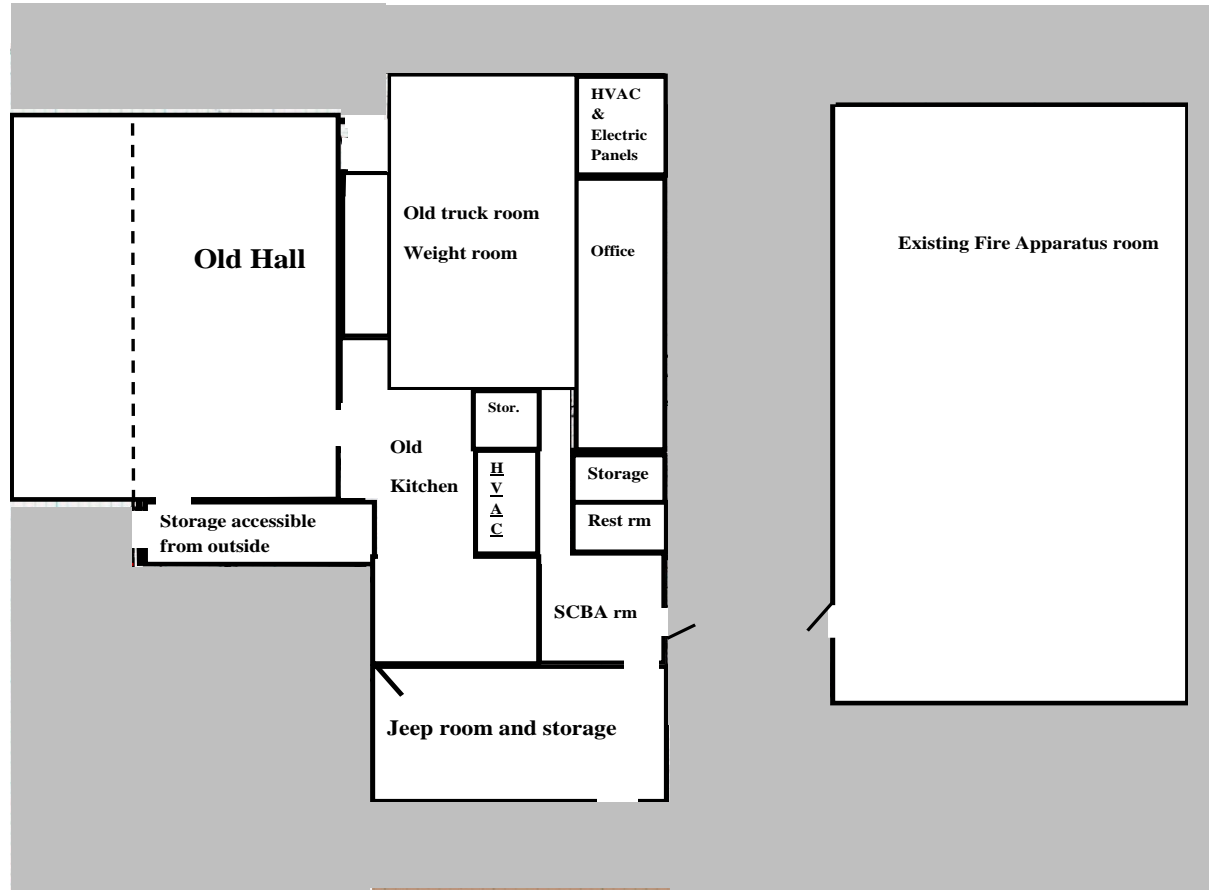 HVAC
&
Electric
Panels
Old truck room
Weight room
Office
Existing Fire Apparatus room
Old Hall
Stor.
Old
Kitchen
H
V
A
C
Storage
Rest rm
Storage accessible
from outside
SCBA rm
Jeep room and storage